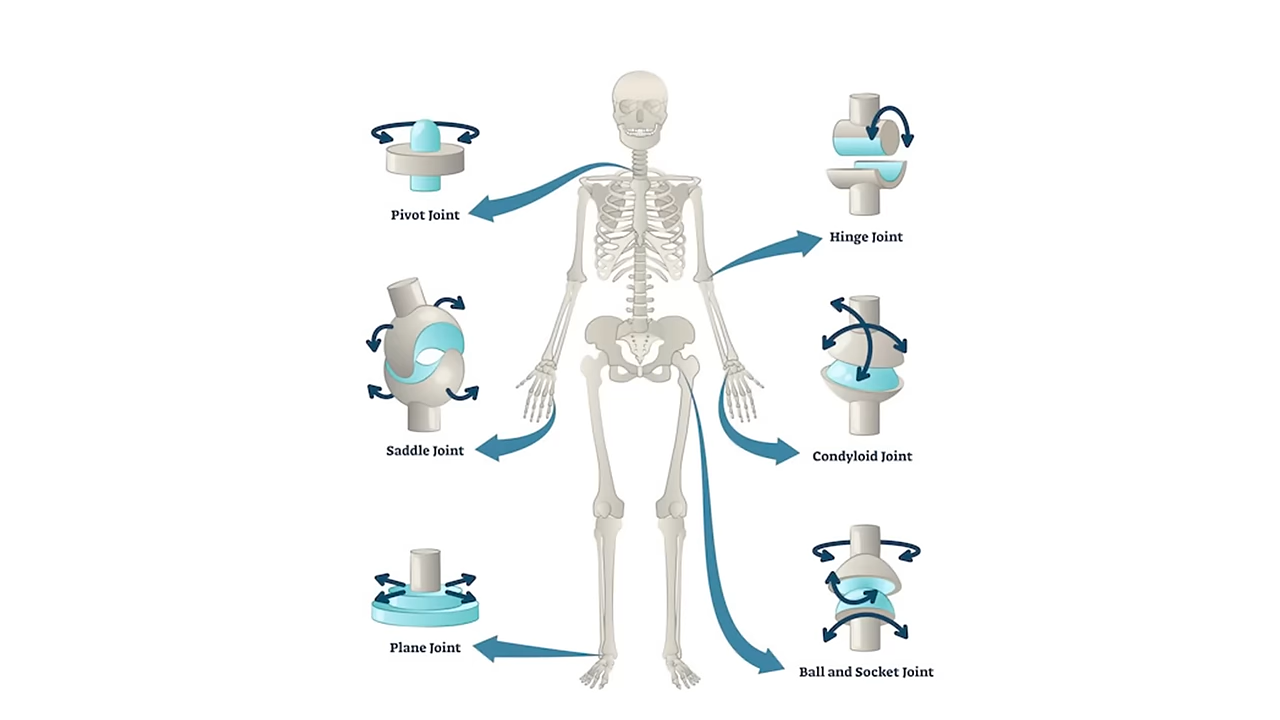 Pivot Joint
Hinge Joint
Saddle Joint
Condyloid Joint
Plane Joint
Ball and Socket Joint